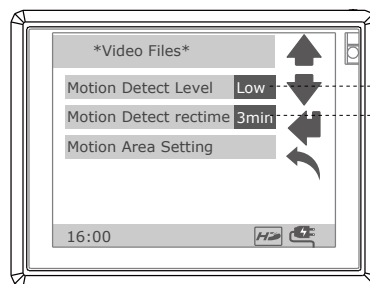 *Video Files*
Motion Detect Level Low
Motion Detect rectime 3min
Motion Area Setting
16:00